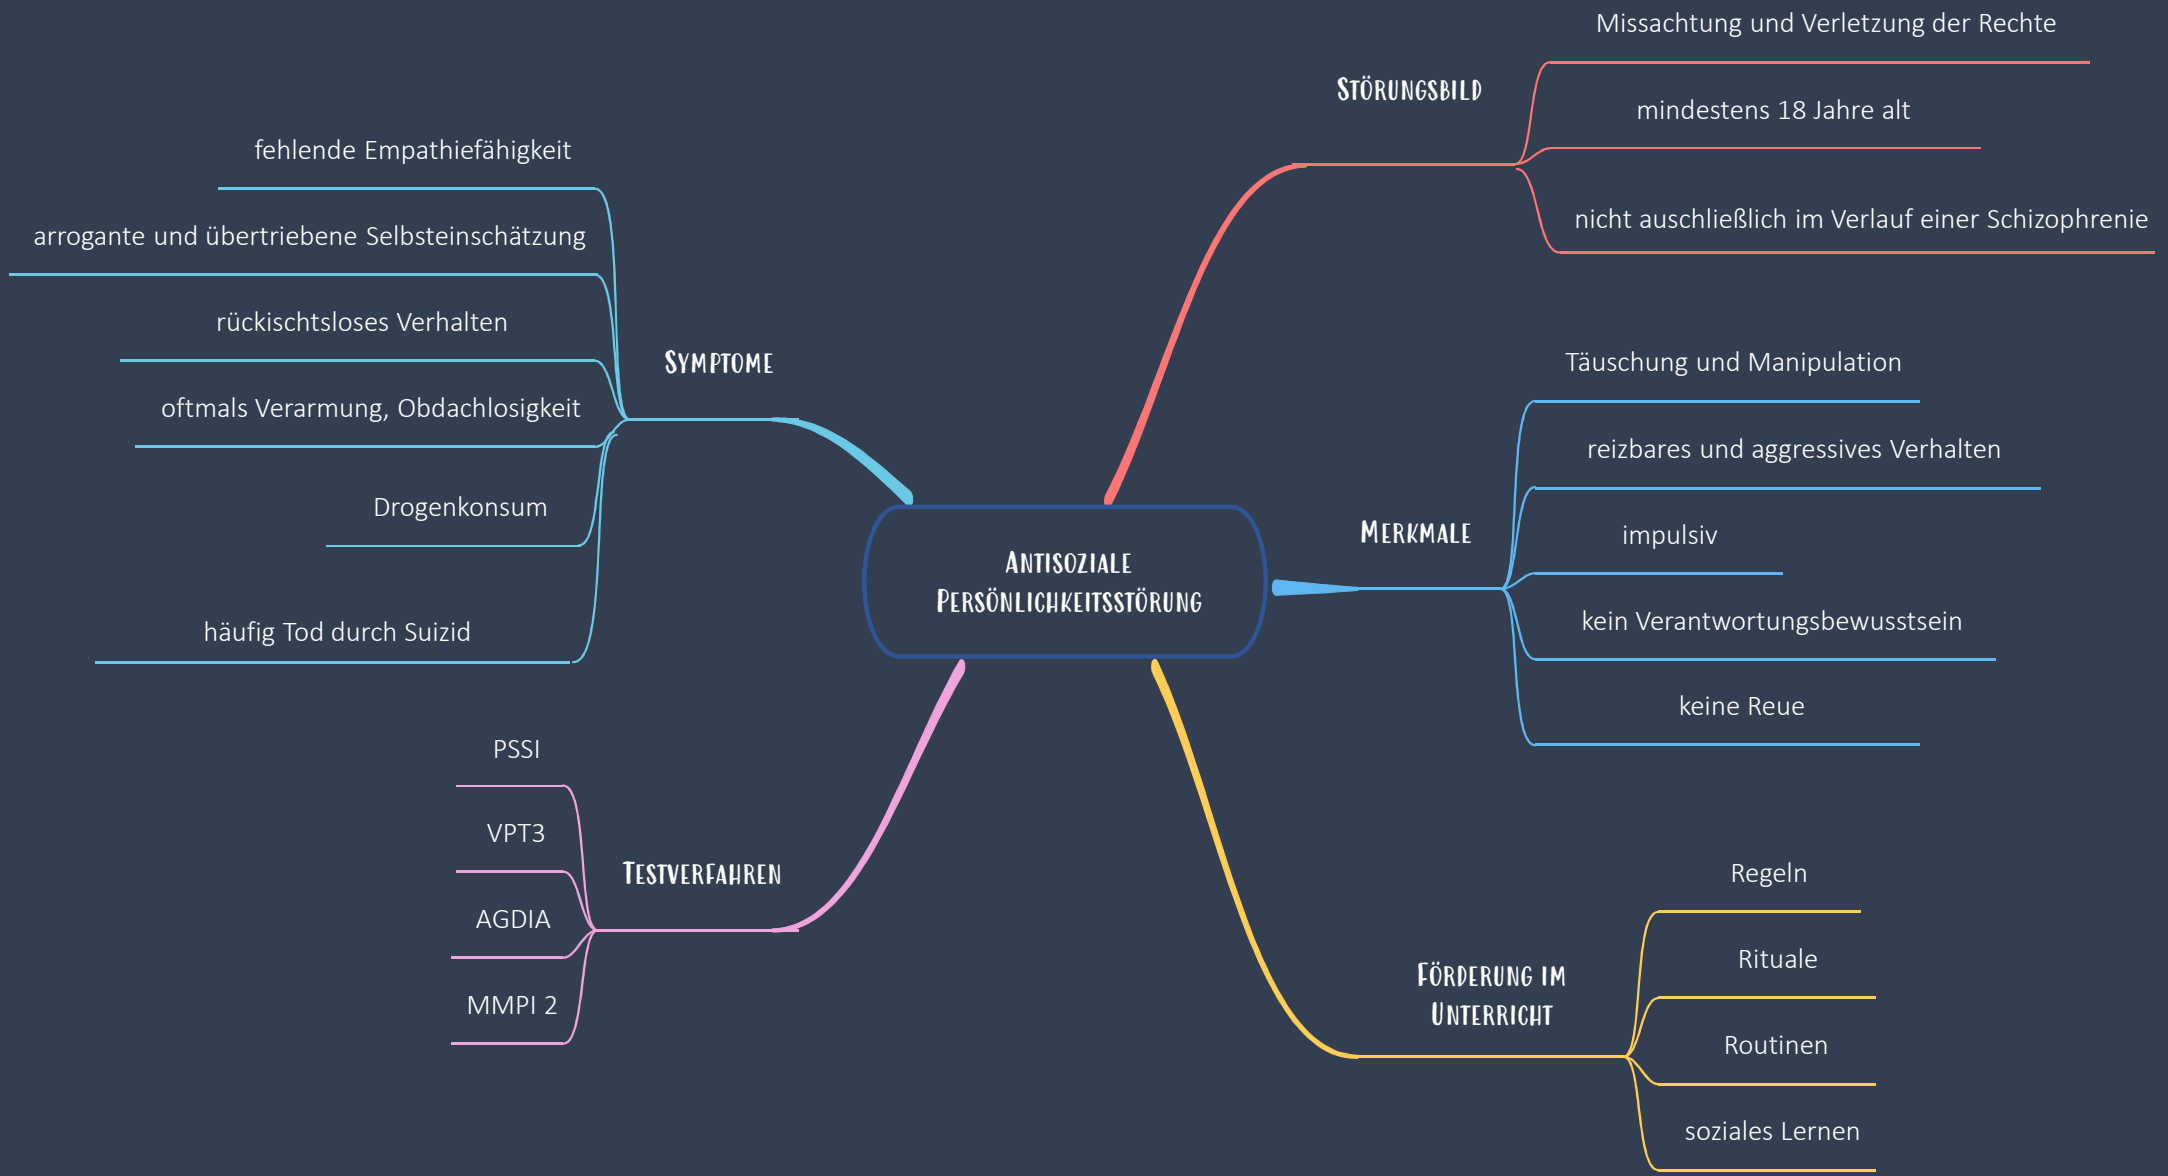 Antisoziale
Persönlichkeitsstörung
Störungsbild
Missachtung und Verletzung der Rechte
mindestens 18 Jahre alt
nicht auschließlich im Verlauf einer Schizophrenie
Merkmale
Täuschung und Manipulation
reizbares und aggressives Verhalten
impulsiv
kein Verantwortungsbewusstsein
keine Reue
Förderung im
Unterricht
Regeln
Rituale
Routinen
soziales Lernen
Testverfahren
PSSI
VPT3
AGDIA
MMPI 2
Symptome
fehlende Empathiefähigkeit
arrogante und übertriebene Selbsteinschätzung
rückischtsloses Verhalten
oftmals Verarmung, Obdachlosigkeit
Drogenkonsum
häufig Tod durch Suizid